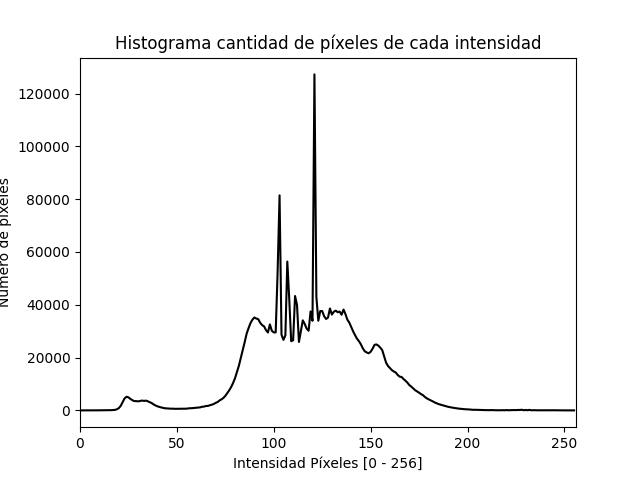 Histograma cantidad de píxeles de cada intensidad
120000
100000
80000
60000
40000
20000
0
Número de píxeles
0 50 100 150 200 250
Intensidad Píxeles [0 - 256]